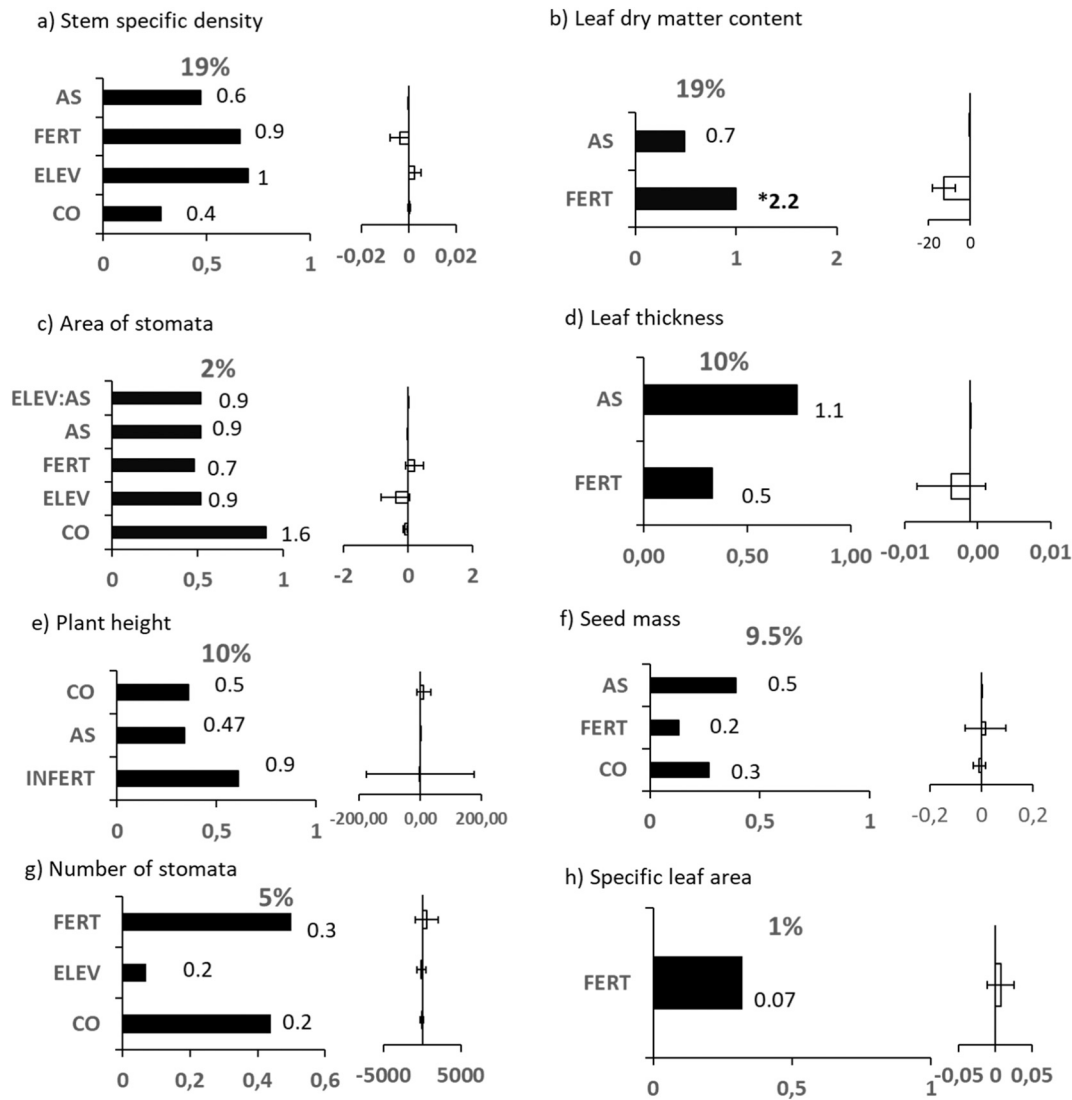 a) Stem specific density
19%
AS 0.6
FERT 0.9
ELEV 1
CO 0.4
0 0,5 1
-0,02 0 0,02
b) Leaf dry matter content
19%
AS 0.7
FERT *2.2
0 1 2
-20 0
c) Area of stomata
2%
ELEV:AS 0.9
AS 0.9
FERT 0.7
ELEV 0.9
CO 1.6
0 0,5 1
-2 0 2
d) Leaf thickness
10%
AS 1.1
FERT 0.5
0,00 0,50 1,00
-0,01 0,00 0,01
e) Plant height
10%
CO 0.5
AS 0.47
INFERT 0.9
0 0,5 1
-200,00 0,00 200,00
f) Seed mass
9.5%
AS 0.5
FERT 0.2
CO 0.3
0 0,5 1
-0,2 0 0,2
g) Number of stomata
5%
FERT 0.3
ELEV 0.2
CO 0.2
0 0,2 0,4 0,6
-5000 5000
h) Specific leaf area
1%
FERT 0.07
0 0,5 1
-0,05 0 0,05